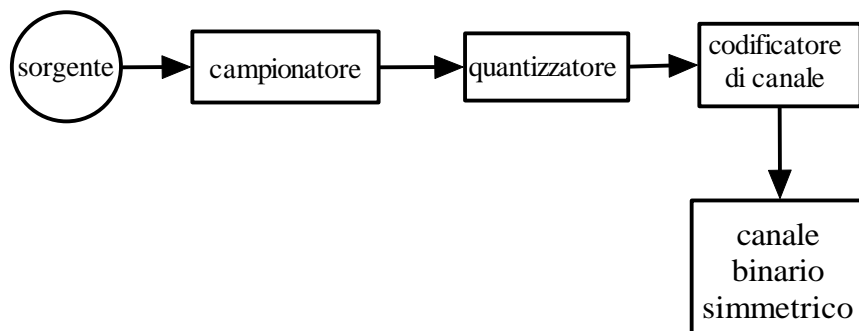 sorgente
campionatore
quantizzatore
codificatore
di canale
canale
binario
simmetrico